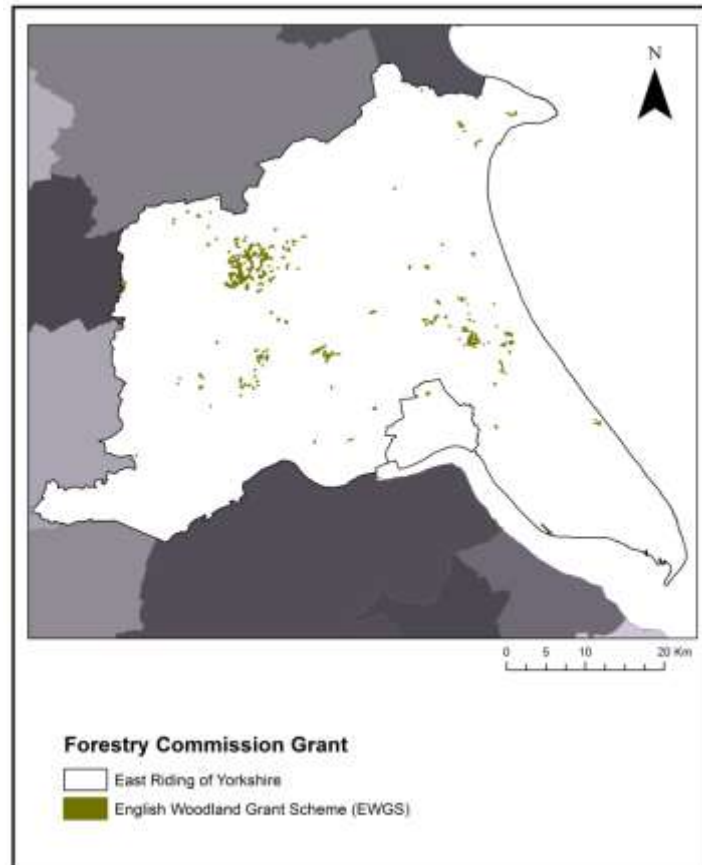 N
0 5 10 20 Km
Forestry Commission Grant
East Riding of Yorkshire
English Woodland Grant Scheme (EWGS)